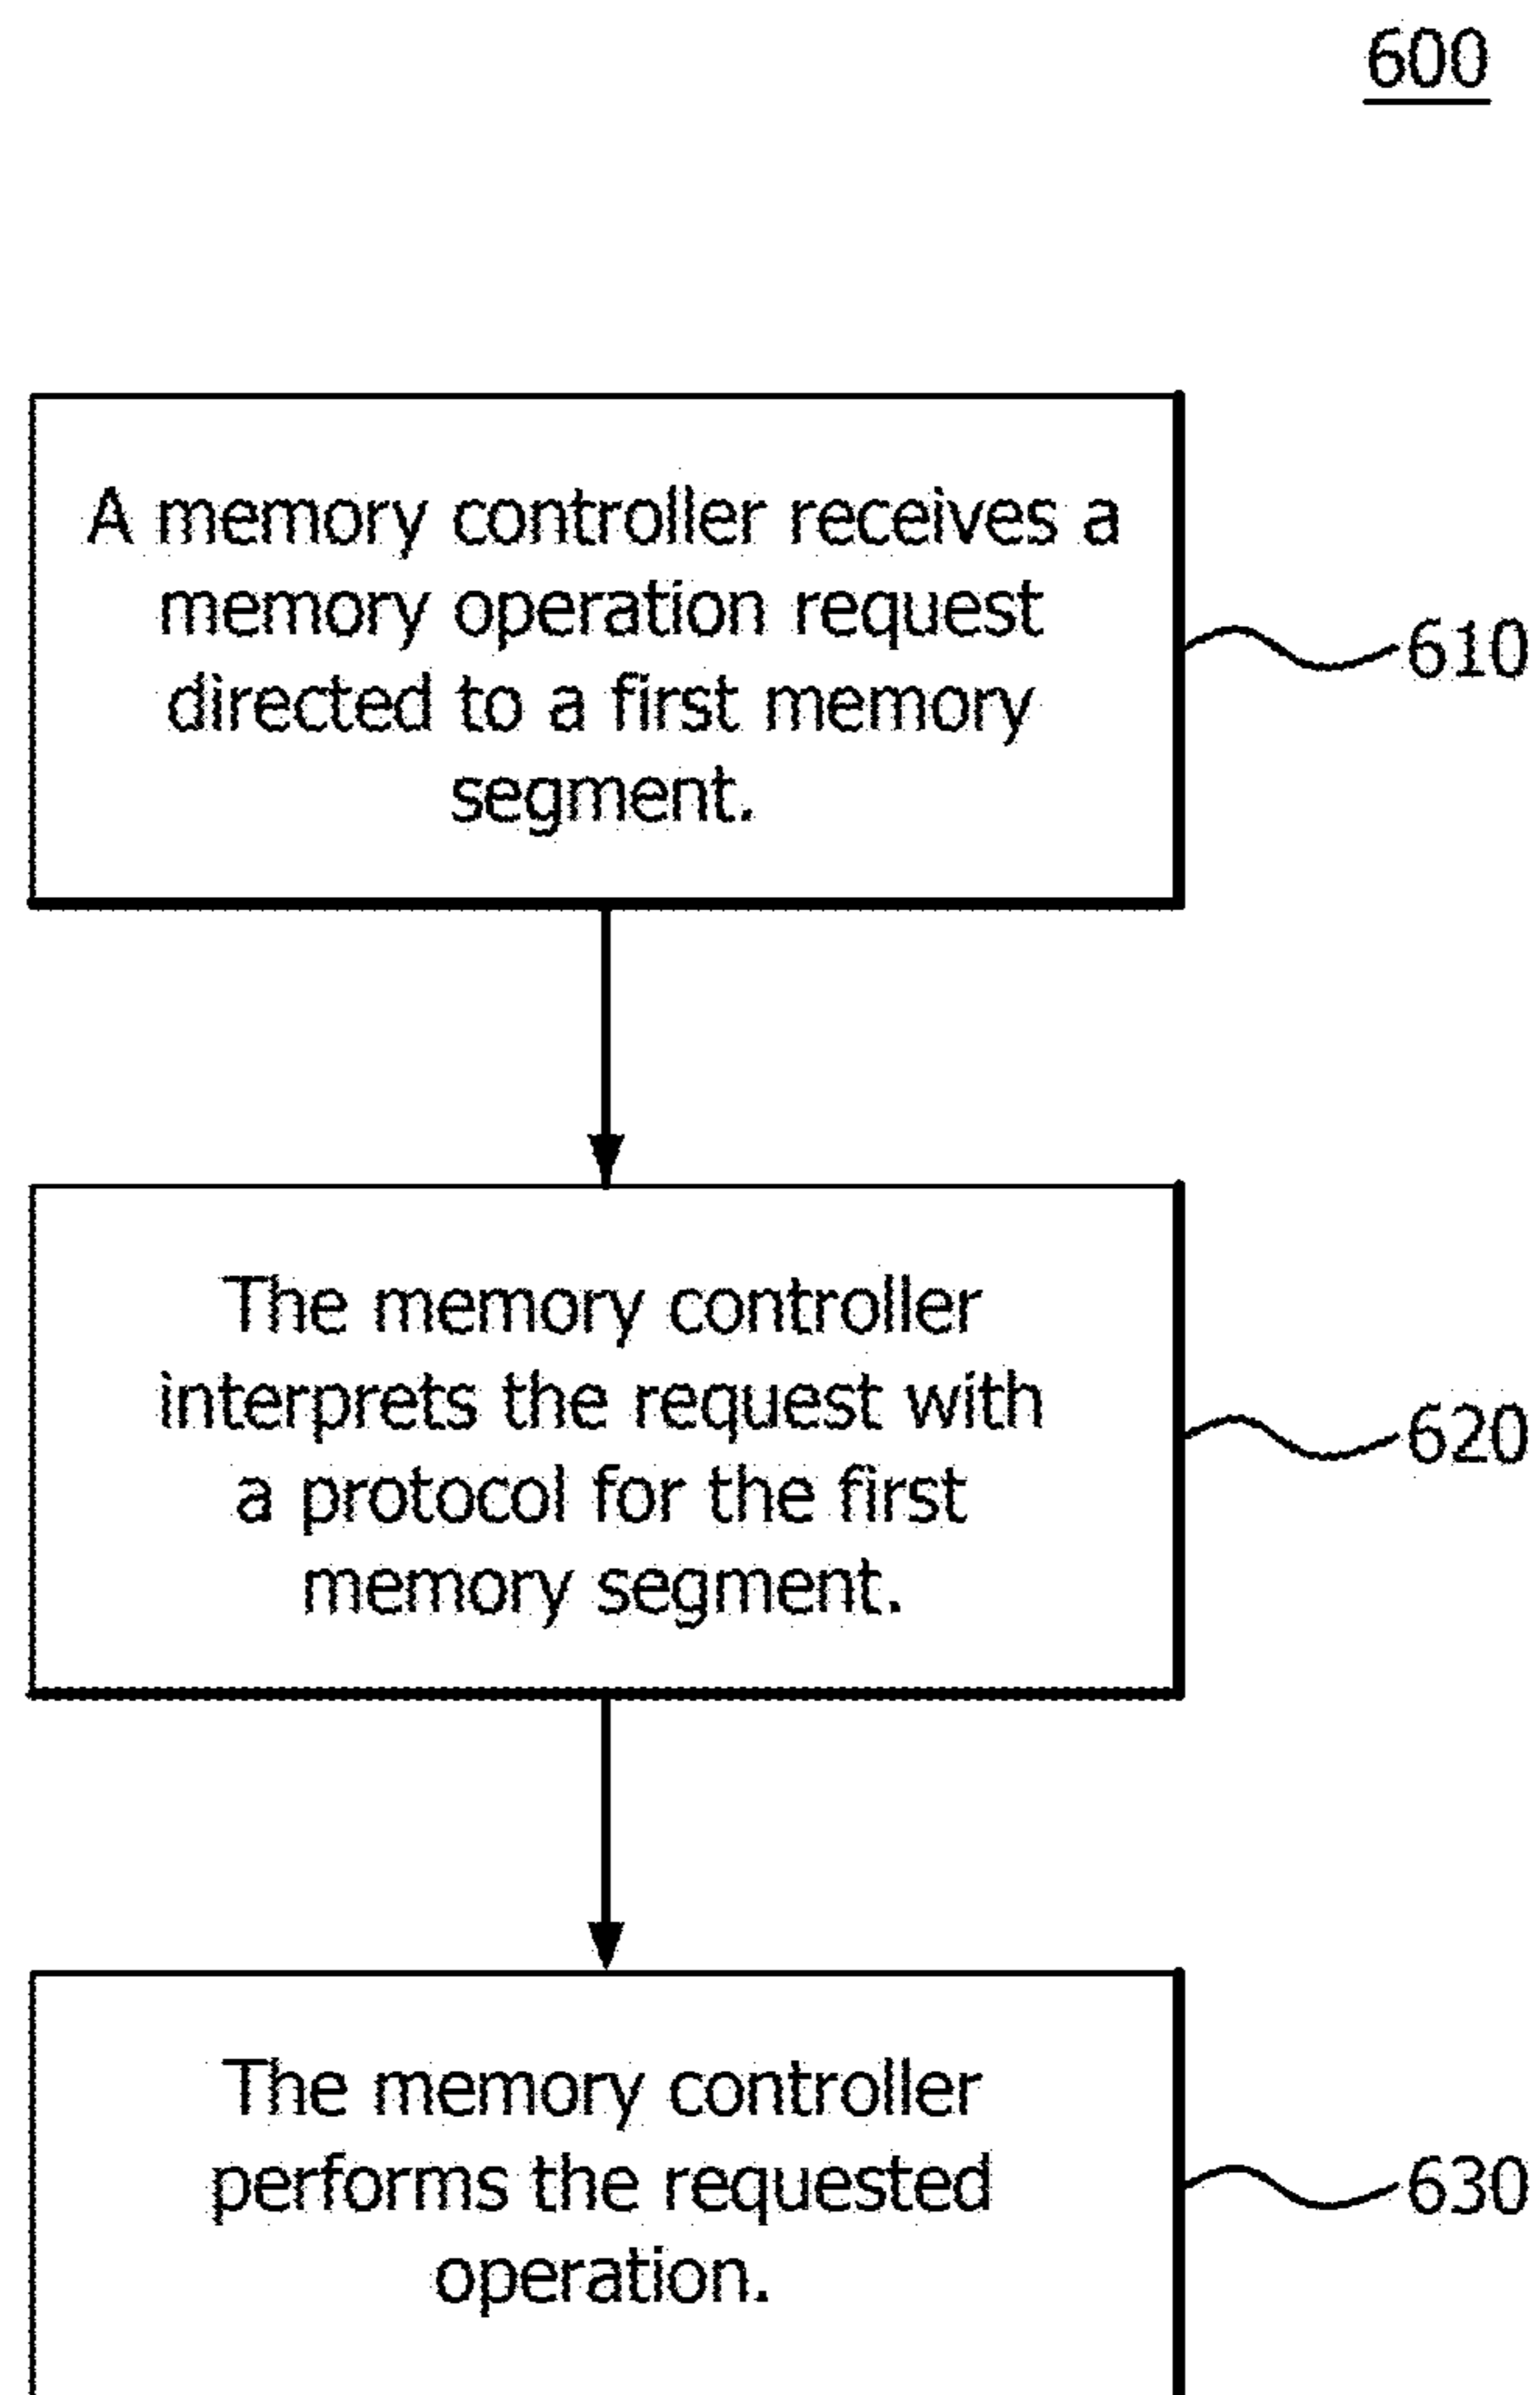 600
A memory controller receives a
memory operation request
directed to a first memory
segment.
610
The memory controller
interprets the request with
a protocol for the first
memory segment.
620
The memory controller
performs the requested
operation.
630